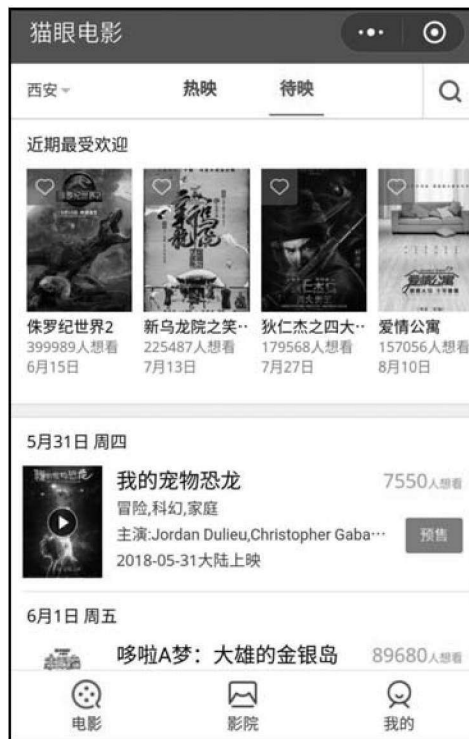 猫眼电影
西安
热映
待映
近期最受欢迎
侏罗纪世界2
399989人想看
6月15日
新乌龙院之笑··
225487人想看
7月13日
狄仁杰之四大··
179568人想看
7月27日
爱情公寓
157056人想看
8月10日
5月31日 周四
我的宠物恐龙
7550人想看
冒险,科幻,家庭
主演:Jordan Dulieu,Christopher Gaba···
预售
2018-05-31大陆上映
6月1日 周五
哆啦A梦：大雄的金银岛
89680人想看
电影
影院
我的